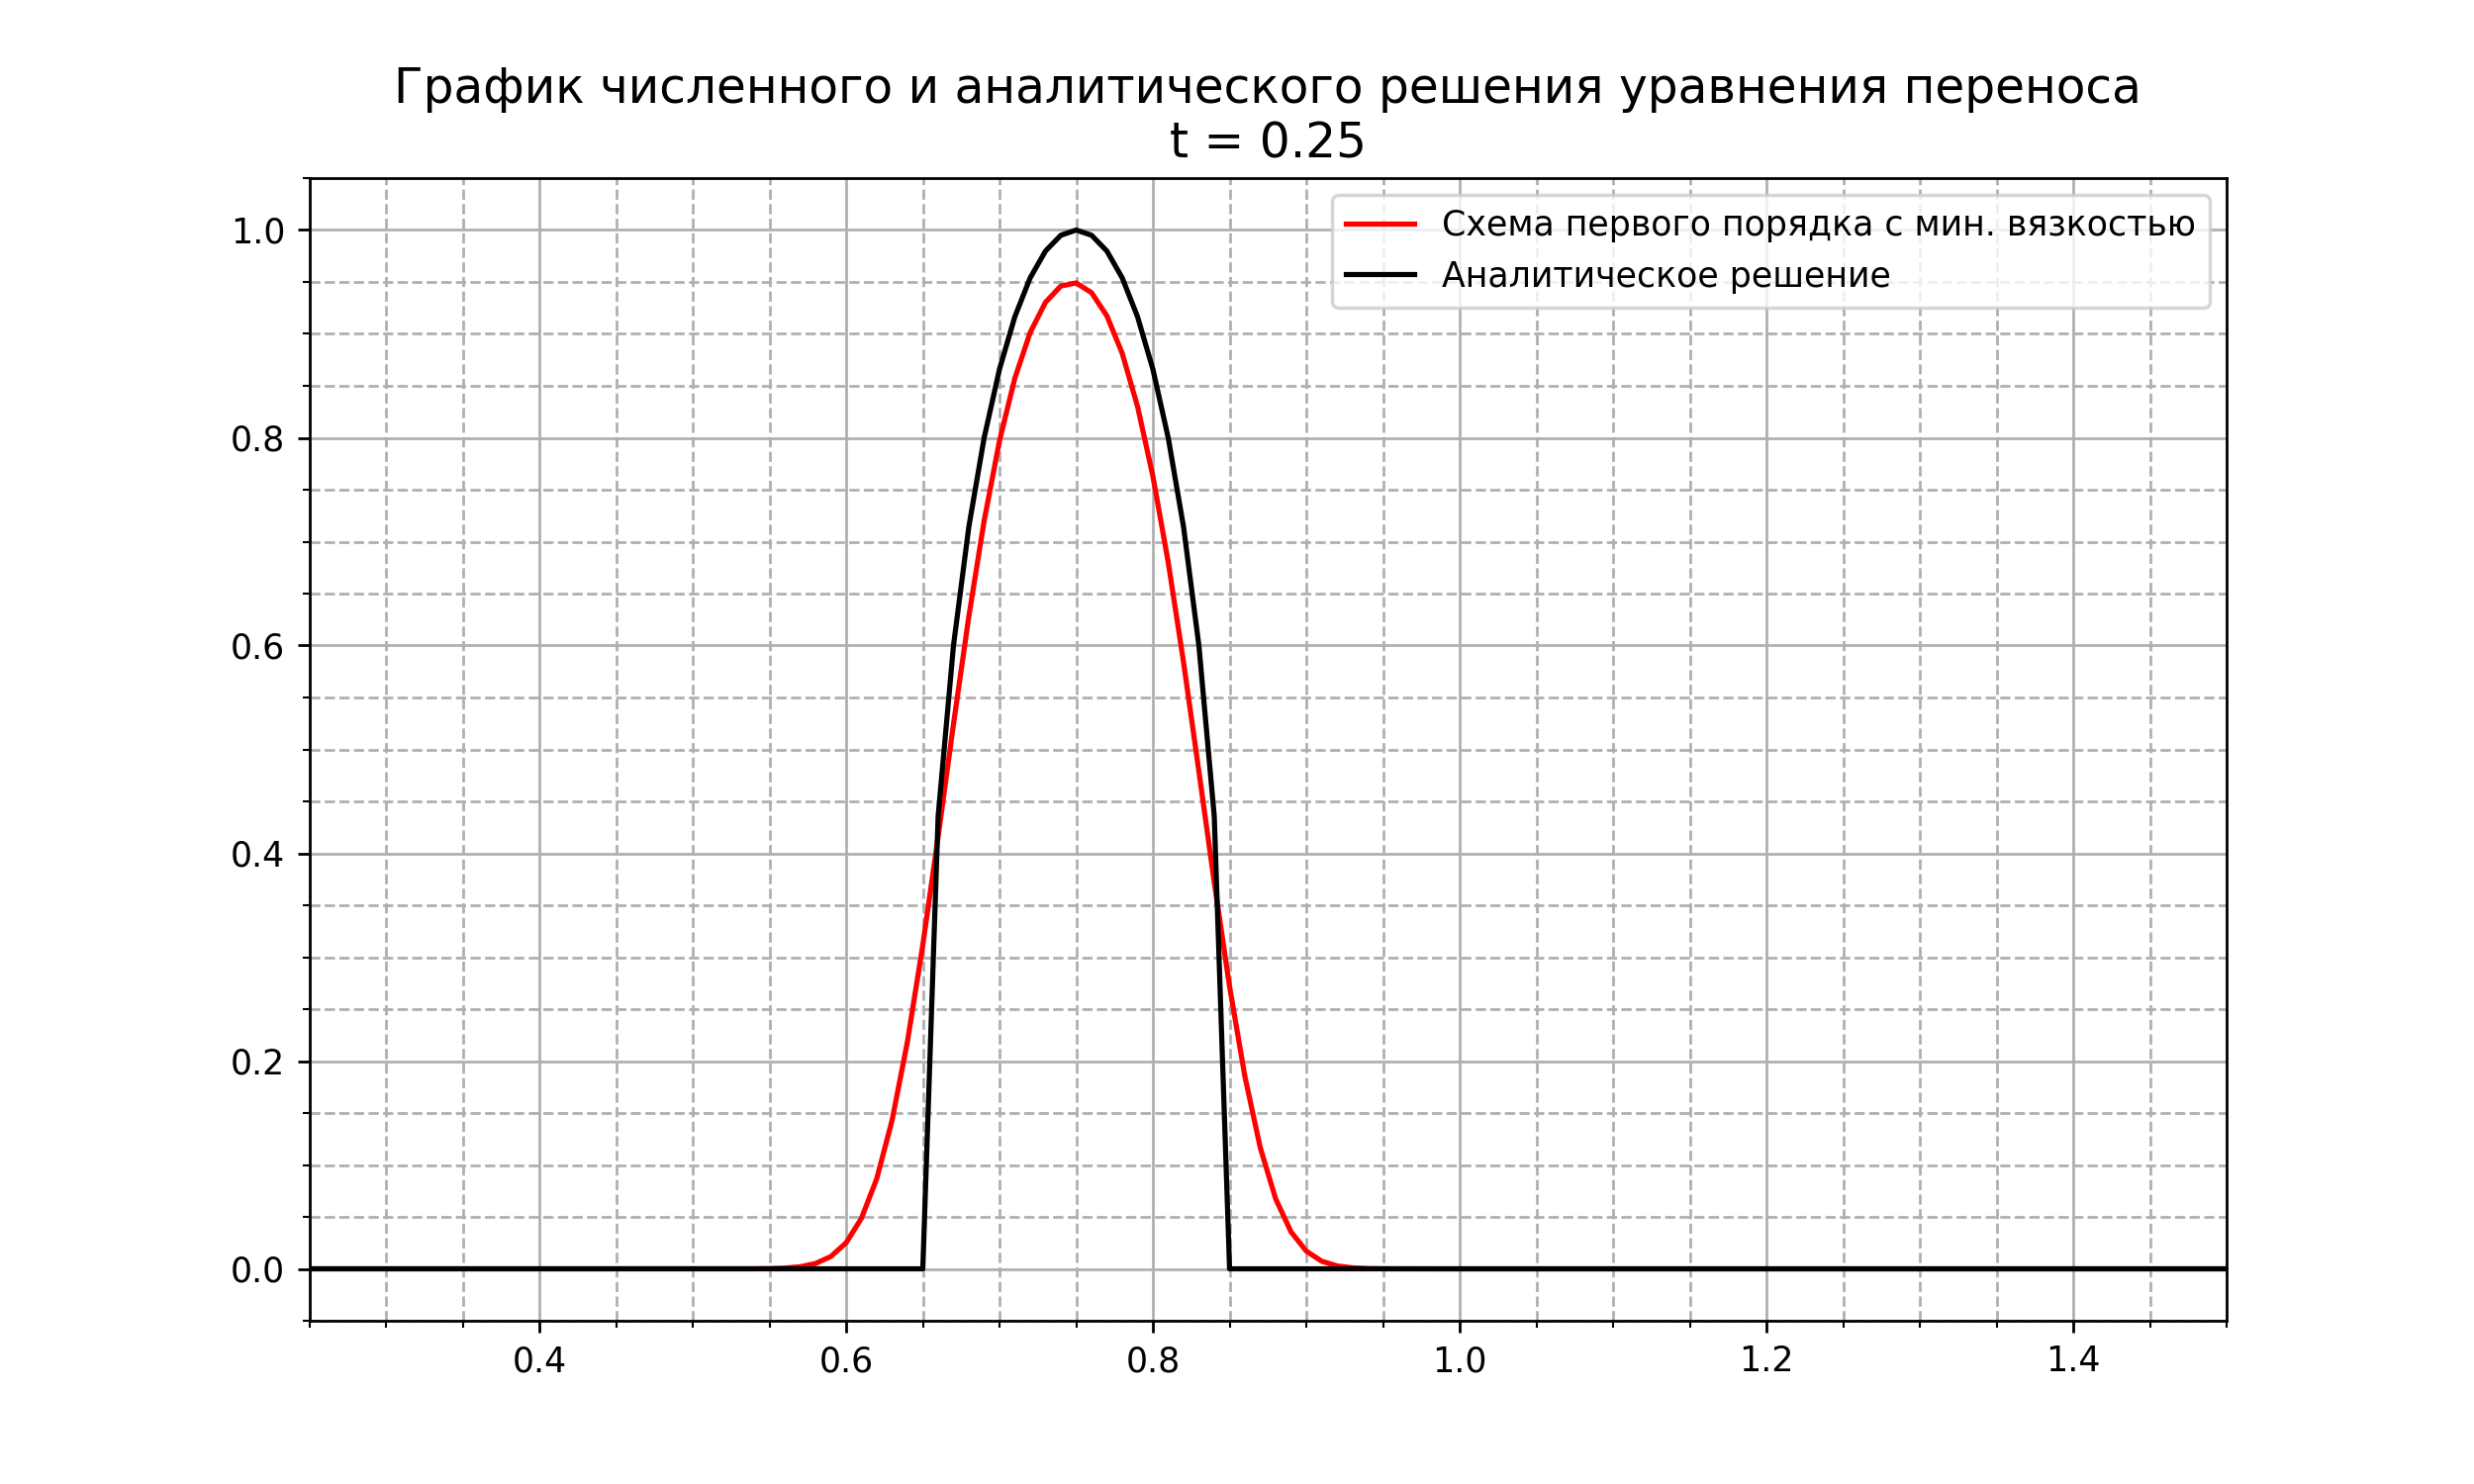 График численного и аналитического решения уравнения переноса
t = 0.25
Схема первого порядка с мин. вязкостью
Аналитическое решение
1.0
0.8
0.6
0.4
0.2
0.0
0.4 0.6 0.8 1.0 1.2 1.4